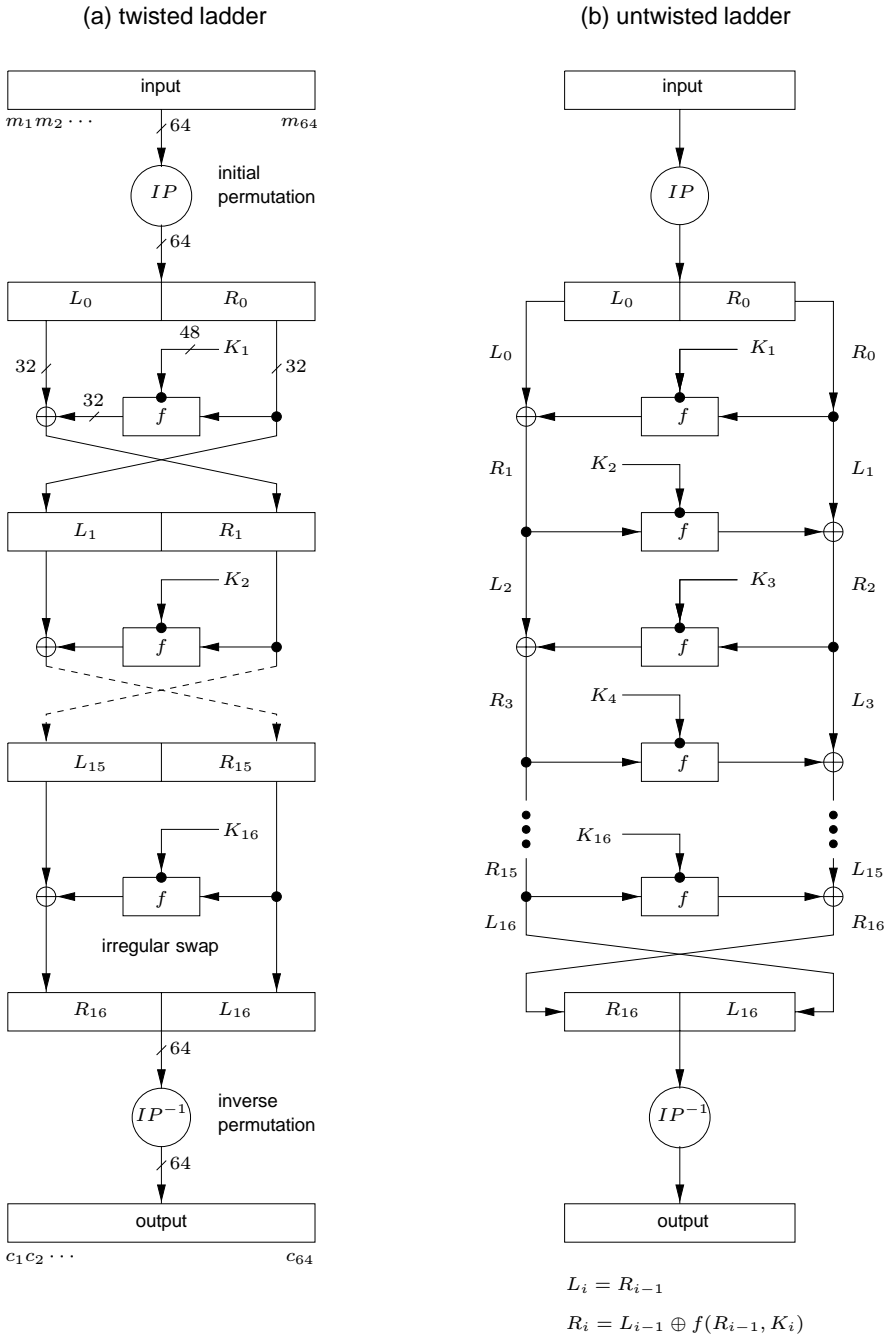 (a) twisted ladder
input
m₁m₂ ⋯ m₆₄
64
initial
permutation
IP
64
L₀ R₀
48
K₁
32 32
32
f
L₁ R₁
K₂
f
L₁₅ R₁₅
K₁₆
f
irregular swap
R₁₆ L₁₆
64
IP⁻¹
inverse
permutation
64
output
c₁c₂ ⋯ c₆₄
(b) untwisted ladder
input
IP
L₀ R₀
L₀ K₁ R₀
f
R₁ K₂ L₁
f
L₂ K₃ R₂
f
R₃ K₄ L₃
f
K₁₆
R₁₅ f L₁₅
L₁₆ R₁₆
R₁₆ L₁₆
IP⁻¹
output
Lᵢ = Rᵢ₋₁
Rᵢ = Lᵢ₋₁ ⊕ f(Rᵢ₋₁, Kᵢ)